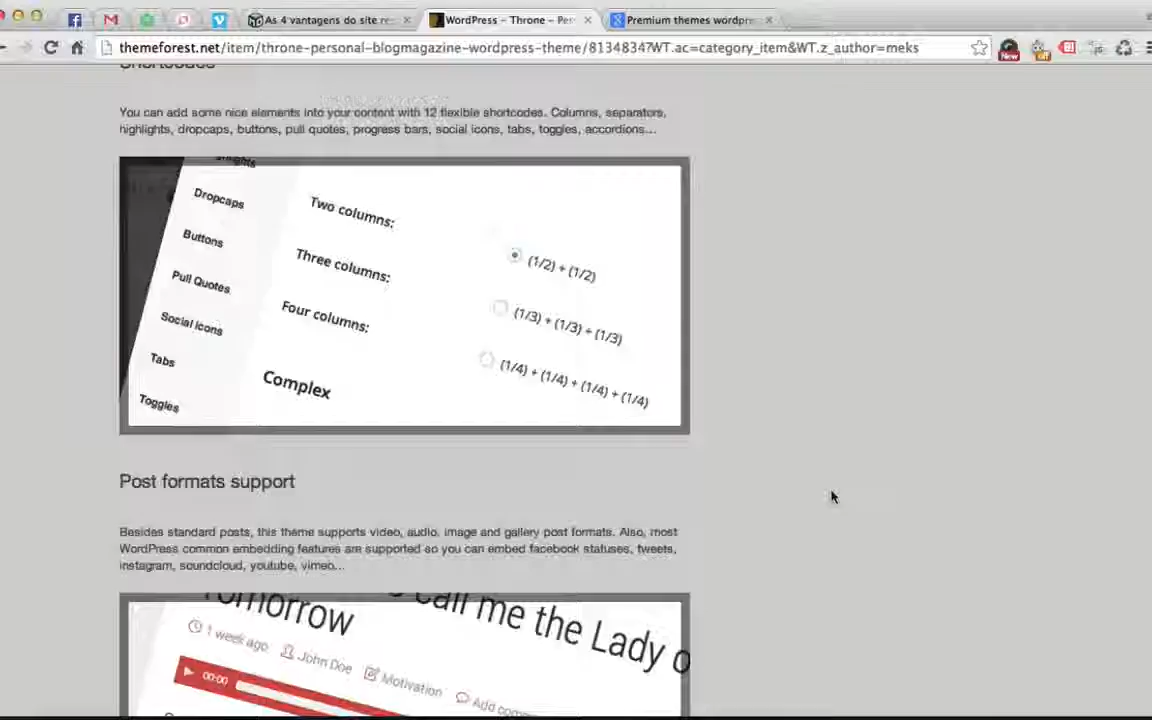 As 4 vantagens do site re
WordPress – Throne – Per
Premium themes wordpr
themeforest.net/item/throne-personal-blogmagazine-wordpress-theme/8134834?WT.ac=category_item&WT.z_author=meks
New
Shortcodes
You can add some nice elements into your content with 12 flexible shortcodes. Columns, separators,
highlights, dropcaps, buttons, pull quotes, progress bars, social icons, tabs, toggles, accordions...
Dropcaps
Buttons
Pull Quotes
Social Icons
Tabs
Toggles
Two columns:
(1/2) + (1/2)
Three columns:
(1/3) + (1/3) + (1/3)
Four columns:
(1/4) + (1/4) + (1/4) + (1/4)
Complex
Post formats support
Besides standard posts, this theme supports video, audio, image and gallery post formats. Also, most
WordPress common embedding features are supported so you can embed facebook statuses, tweets,
instagram, soundcloud, youtube, vimeo...
call me the Lady o
Tomorrow
1 week ago
John Doe
Motivation
Add com
00:00